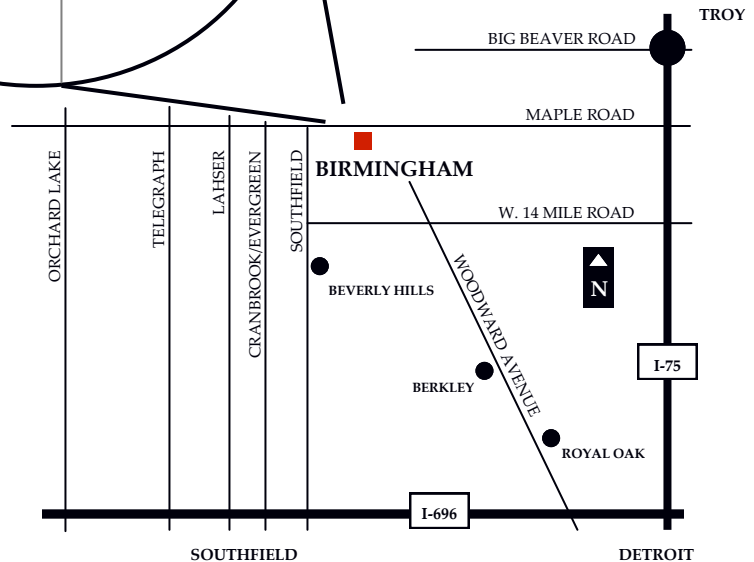 TROY
BIG BEAVER ROAD
MAPLE ROAD
ORCHARD LAKE
TELEGRAPH
LAHSER
CRANBROOK/EVERGREEN
SOUTHFIELD
BIRMINGHAM
W. 14 MILE ROAD
WOODWARD AVENUE
N
BEVERLY HILLS
I-75
BERKLEY
ROYAL OAK
I-696
SOUTHFIELD
DETROIT